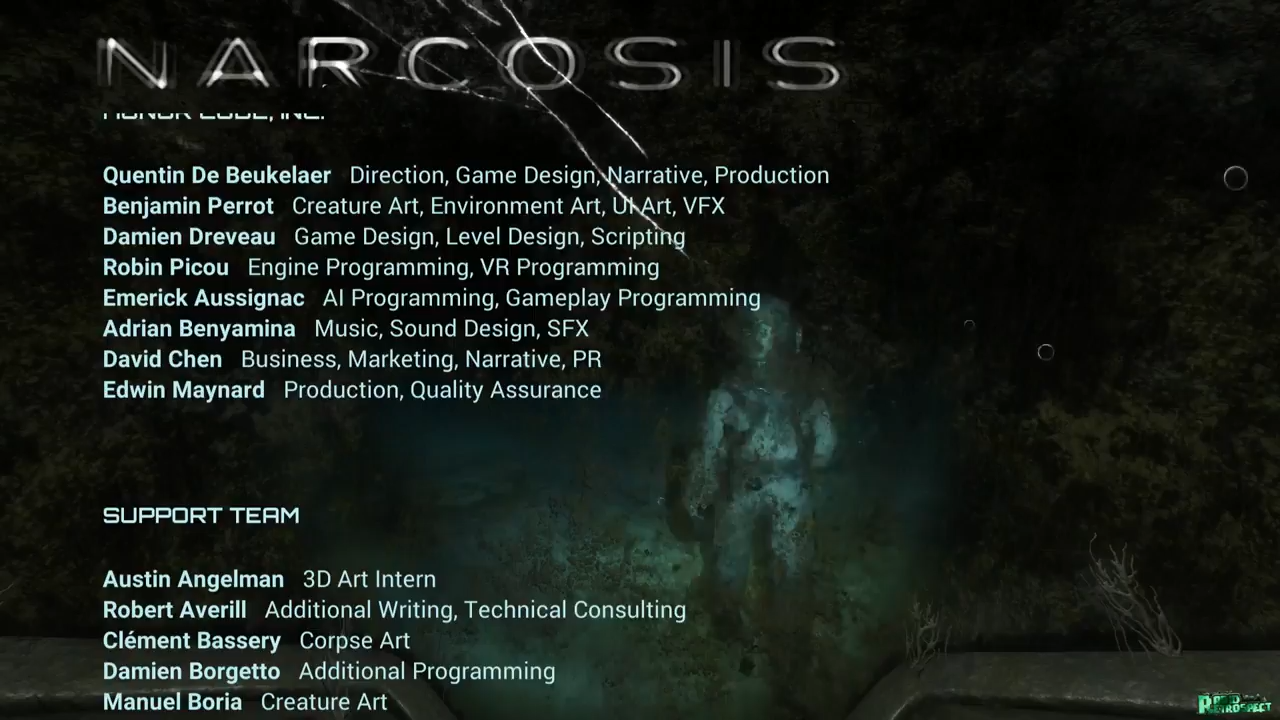 NARCOSIS
HONOR CODE, INC.
Quentin De Beukelaer Direction, Game Design, Narrative, Production
Benjamin Perrot Creature Art, Environment Art, UI Art, VFX
Damien Dreveau Game Design, Level Design, Scripting
Robin Picou Engine Programming, VR Programming
Emerick Aussignac AI Programming, Gameplay Programming
Adrian Benyamina Music, Sound Design, SFX
David Chen Business, Marketing, Narrative, PR
Edwin Maynard Production, Quality Assurance
SUPPORT TEAM
Austin Angelman 3D Art Intern
Robert Averill Additional Writing, Technical Consulting
Clément Bassery Corpse Art
Damien Borgetto Additional Programming
Manuel Boria Creature Art
RETROSPECT